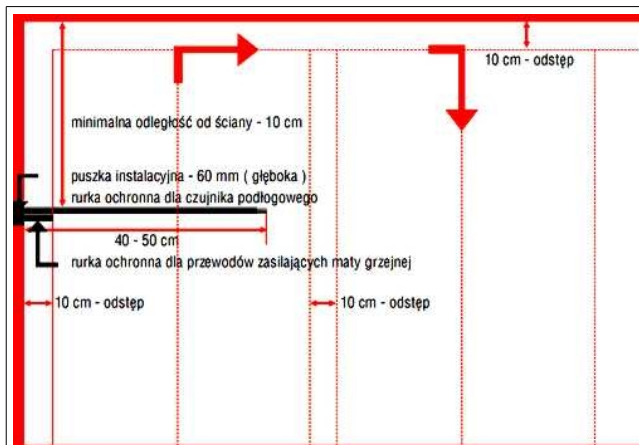 10 cm - odstęp
minimalna odległość od ściany - 10 cm
puszka instalacyjna - 60 mm ( głęboka )
rurka ochronna dla czujnika podłogowego
40 - 50 cm
rurka ochronna dla przewodów zasilających maty grzejnej
10 cm - odstęp
10 cm - odstęp